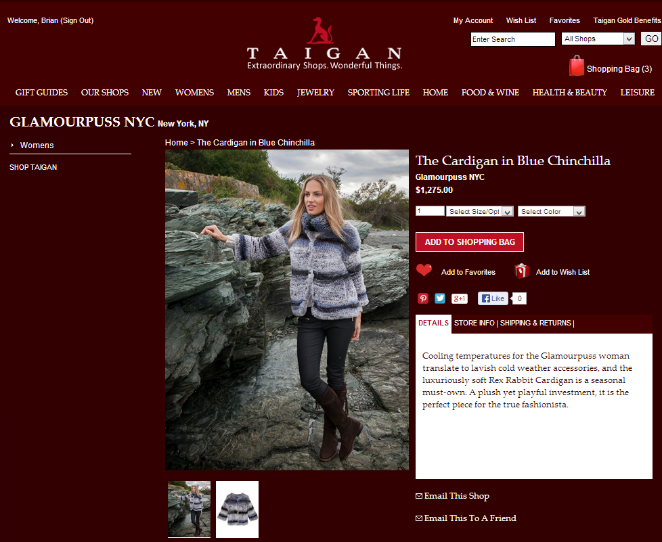 Welcome, Brian (Sign Out)
My Account Wish List Favorites Taigan Gold Benefits
TAIGAN
Extraordinary Shops. Wonderful Things.
Enter Search All Shops GO
Shopping Bag (3)
GIFT GUIDES OUR SHOPS NEW WOMENS MENS KIDS JEWELRY SPORTING LIFE HOME FOOD & WINE HEALTH & BEAUTY LEISURE
GLAMOURPUSS NYC New York, NY
Womens
SHOP TAIGAN
Home > The Cardigan in Blue Chinchilla
The Cardigan in Blue Chinchilla
Glamourpuss NYC
$1,275.00
1 Select Size/Opt Select Color
ADD TO SHOPPING BAG
Add to Favorites Add to Wish List
g+1 Like 0
DETAILS STORE INFO | SHIPPING & RETURNS |
Cooling temperatures for the Glamourpuss woman
translate to lavish cold weather accessories, and the
luxuriously soft Rex Rabbit Cardigan is a seasonal
must-own. A plush yet playful investment, it is the
perfect piece for the true fashionista.
Email This Shop
Email This To A Friend